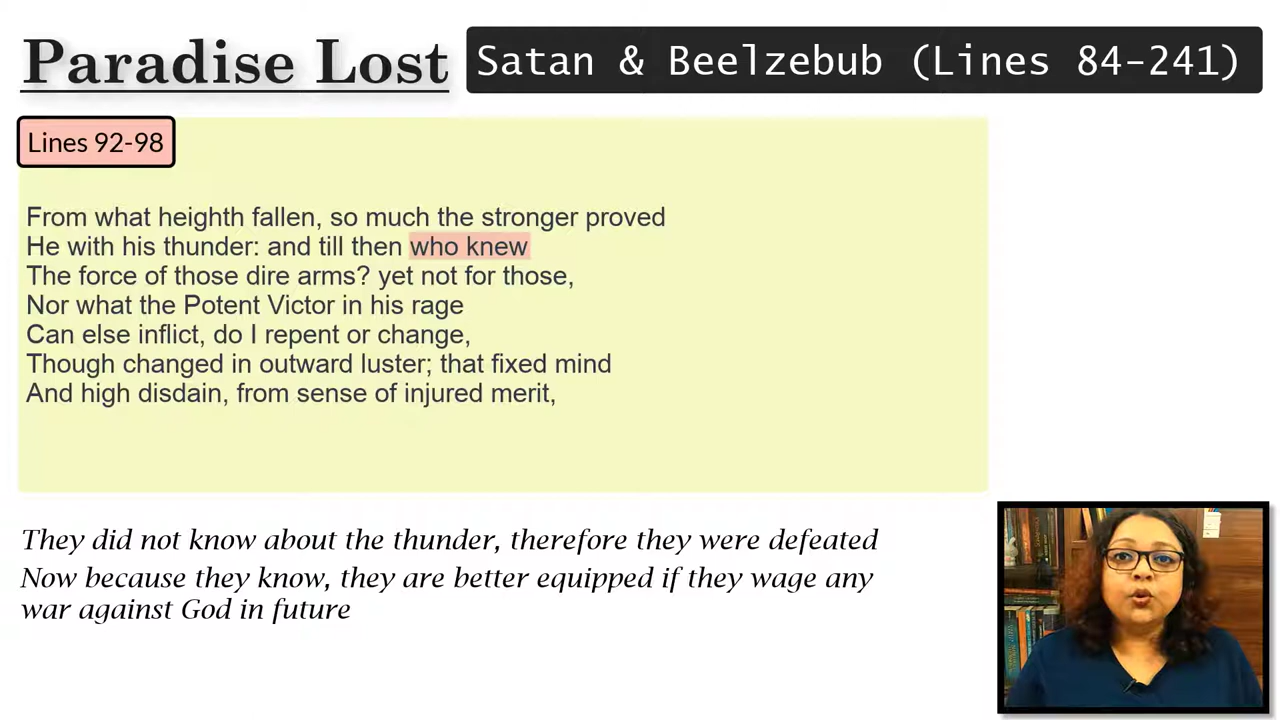 Paradise Lost
Satan & Beelzebub (Lines 84-241)
Lines 92-98
From what heighth fallen, so much the stronger proved
He with his thunder: and till then who knew
The force of those dire arms? yet not for those,
Nor what the Potent Victor in his rage
Can else inflict, do I repent or change,
Though changed in outward luster; that fixed mind
And high disdain, from sense of injured merit,
They did not know about the thunder, therefore they were defeated
Now because they know, they are better equipped if they wage any
war against God in future